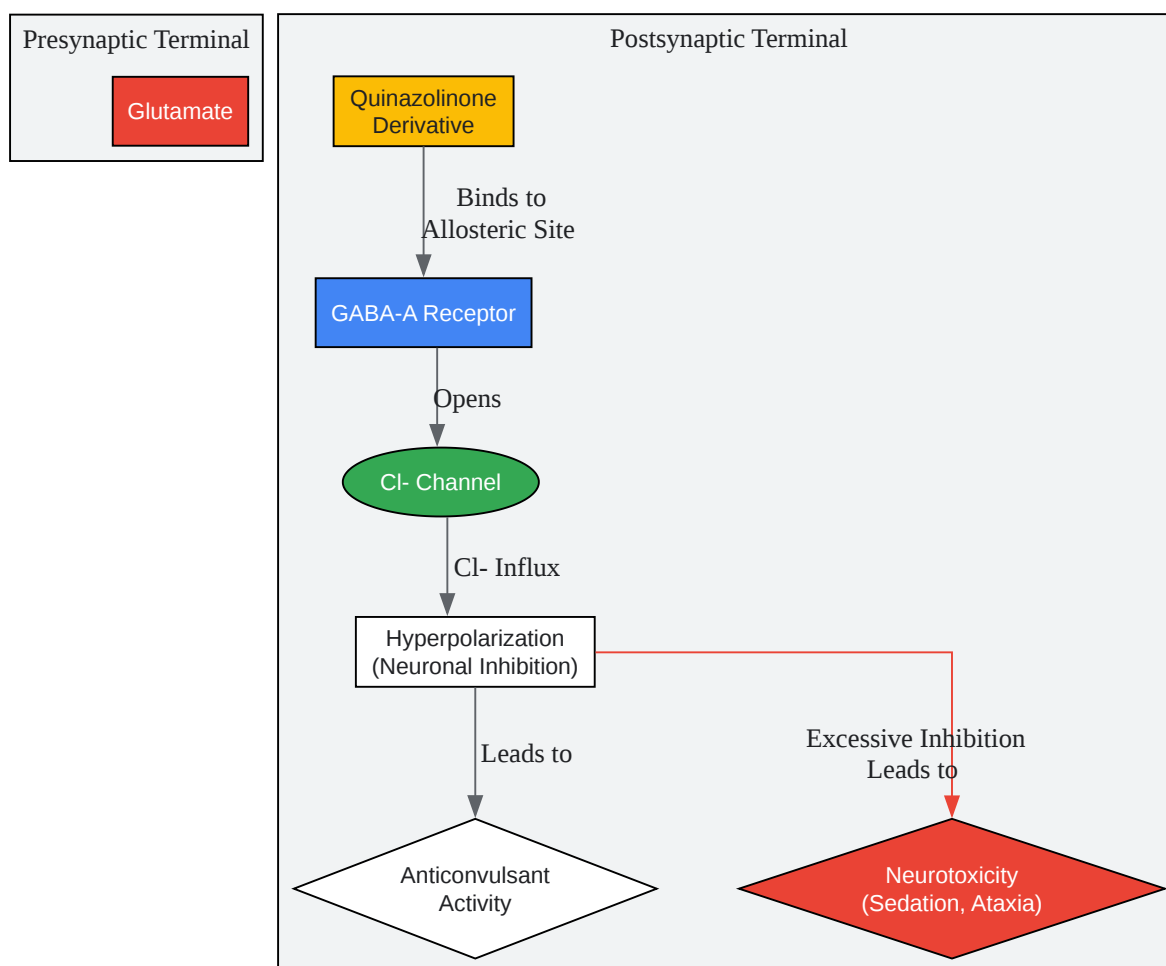 Presynaptic Terminal
Glutamate
Postsynaptic Terminal
Quinazolinone
Derivative
Binds to
Allosteric Site
GABA-A Receptor
Opens
Cl- Channel
Cl- Influx
Hyperpolarization
(Neuronal Inhibition)
Leads to
Excessive Inhibition
Leads to
Anticonvulsant
Activity
Neurotoxicity
(Sedation, Ataxia)